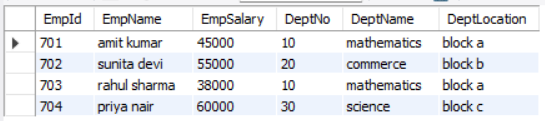 EmpId EmpName EmpSalary DeptNo DeptName DeptLocation
701 amit kumar 45000 10 mathematics block a
702 sunita devi 55000 20 commerce block b
703 rahul sharma 38000 10 mathematics block a
704 priya nair 60000 30 science block c